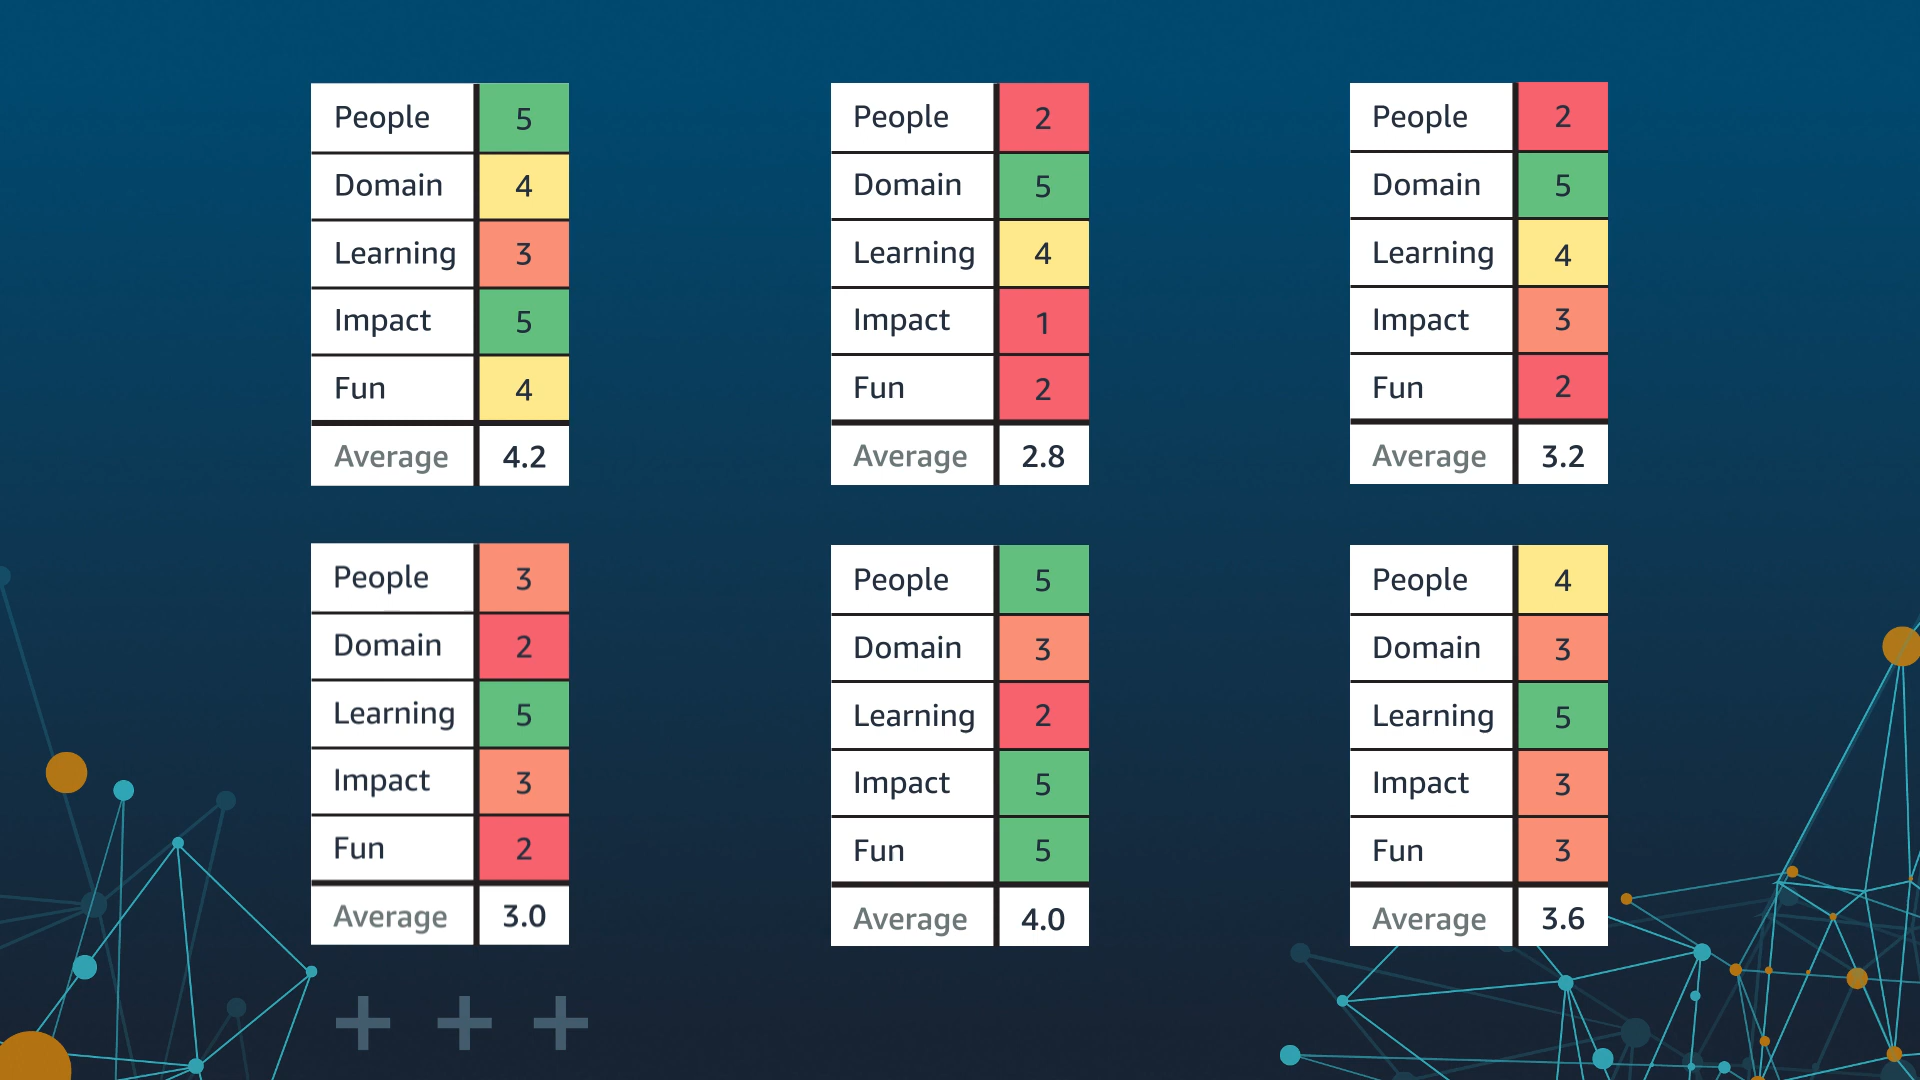 People 5
Domain 4
Learning 3
Impact 5
Fun 4
Average 4.2
People 2
Domain 5
Learning 4
Impact 1
Fun 2
Average 2.8
People 2
Domain 5
Learning 4
Impact 3
Fun 2
Average 3.2
People 3
Domain 2
Learning 5
Impact 3
Fun 2
Average 3.0
People 5
Domain 3
Learning 2
Impact 5
Fun 5
Average 4.0
People 4
Domain 3
Learning 5
Impact 3
Fun 3
Average 3.6